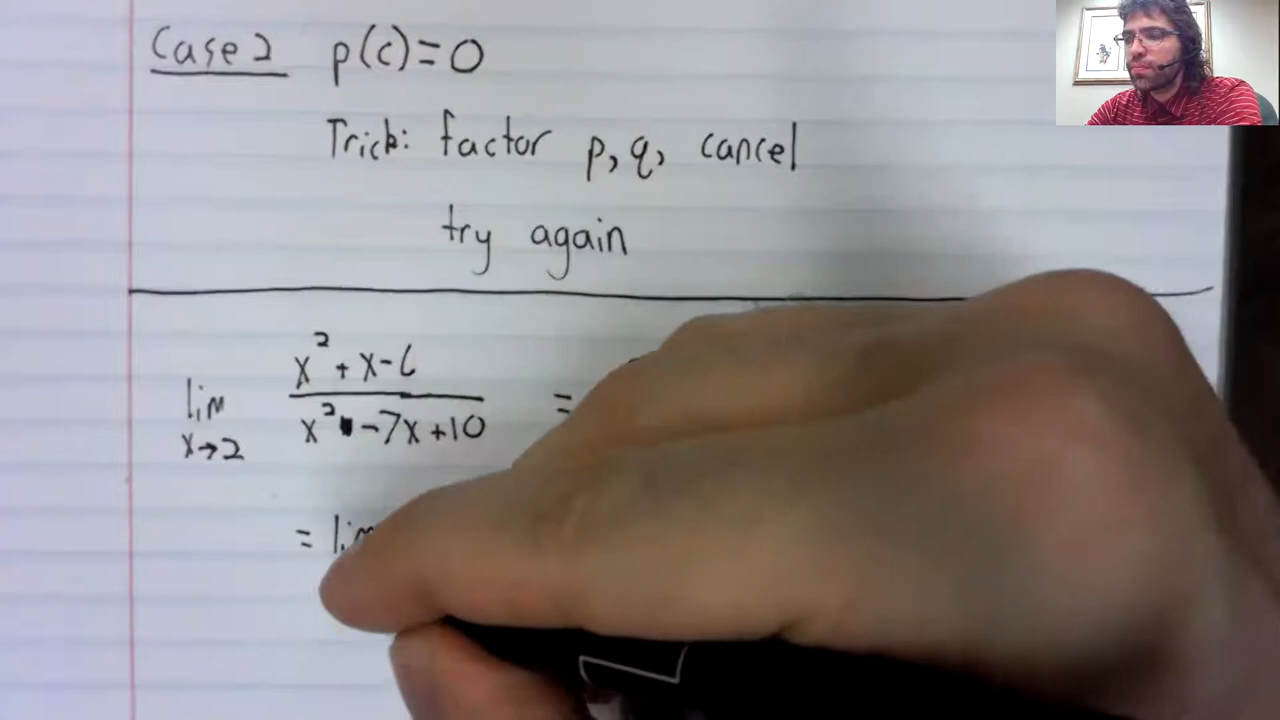 Case 2 p(c)=0
Trick: factor p, q, cancel
try again
lim x→2 x² + x - 6 / x² - 7x + 10 =
= lim